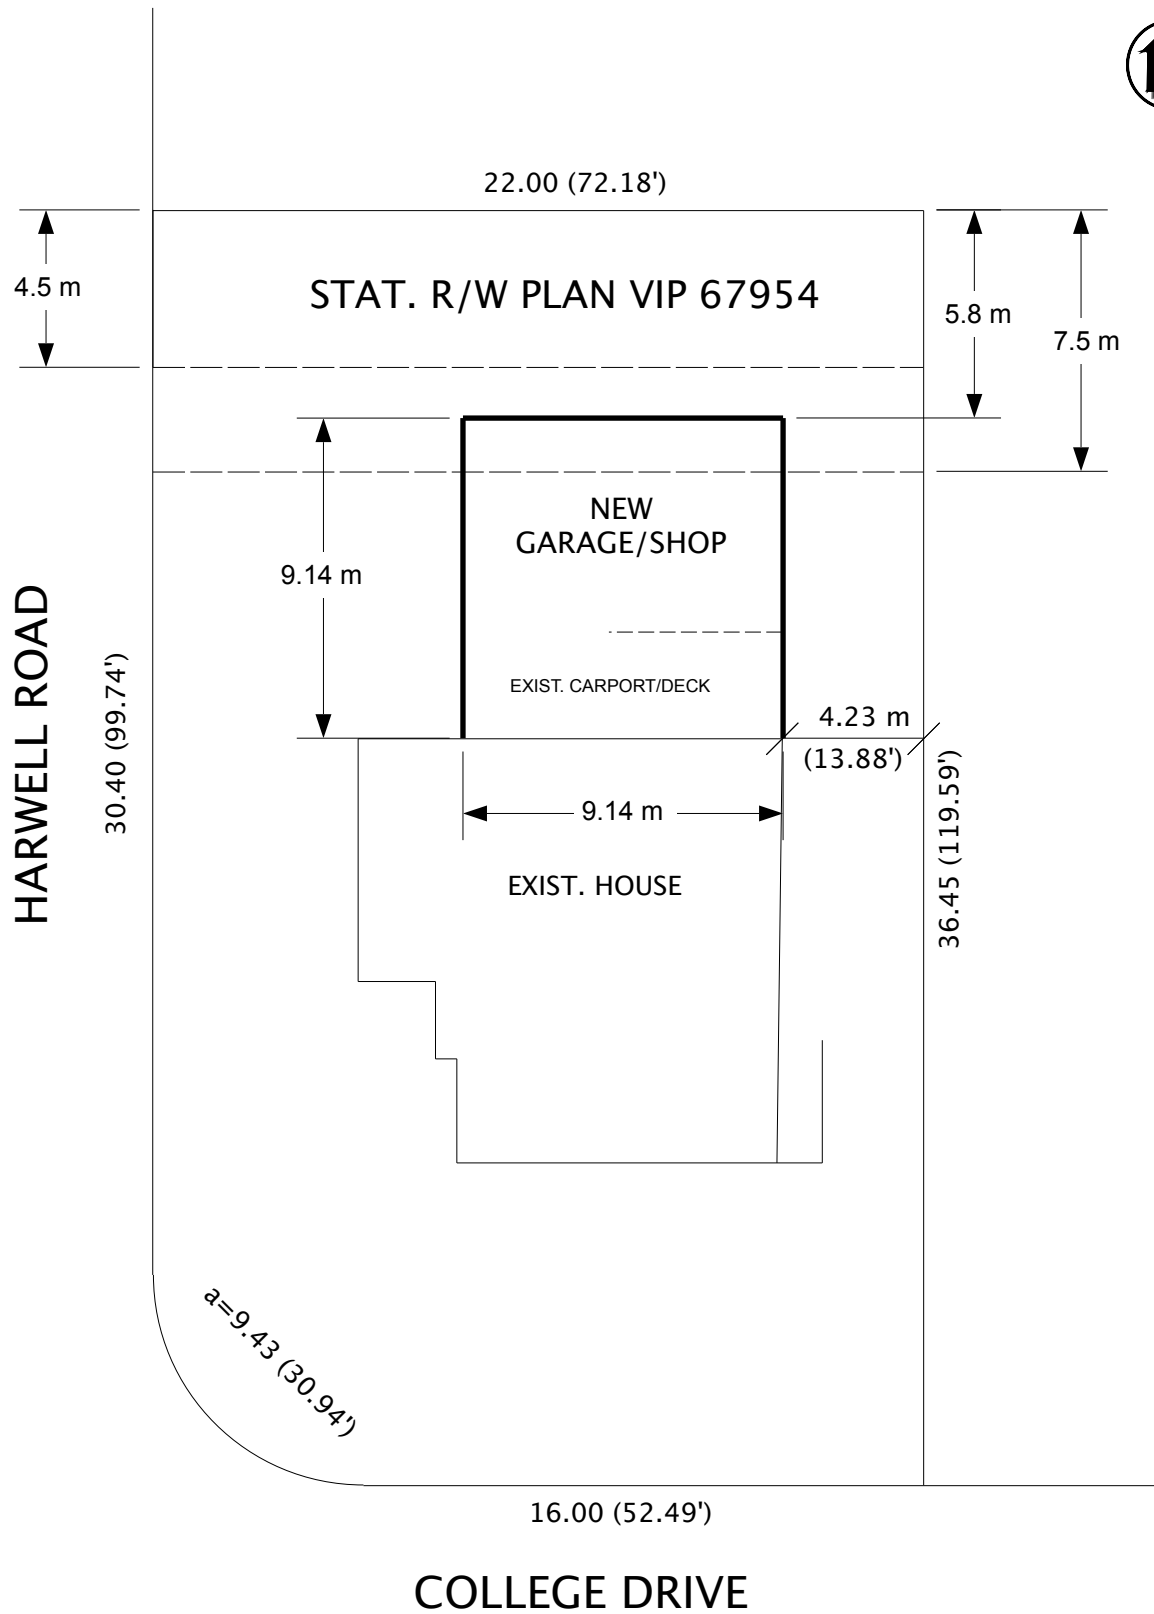 22.00 (72.18')
4.5 m
STAT. R/W PLAN VIP 67954
5.8 m
7.5 m
NEW
GARAGE/SHOP
9.14 m
EXIST. CARPORT/DECK
4.23 m
(13.88')
HARWELL ROAD
30.40 (99.74')
9.14 m
36.45 (119.59')
EXIST. HOUSE
a=9.43 (30.94')
16.00 (52.49')
COLLEGE DRIVE